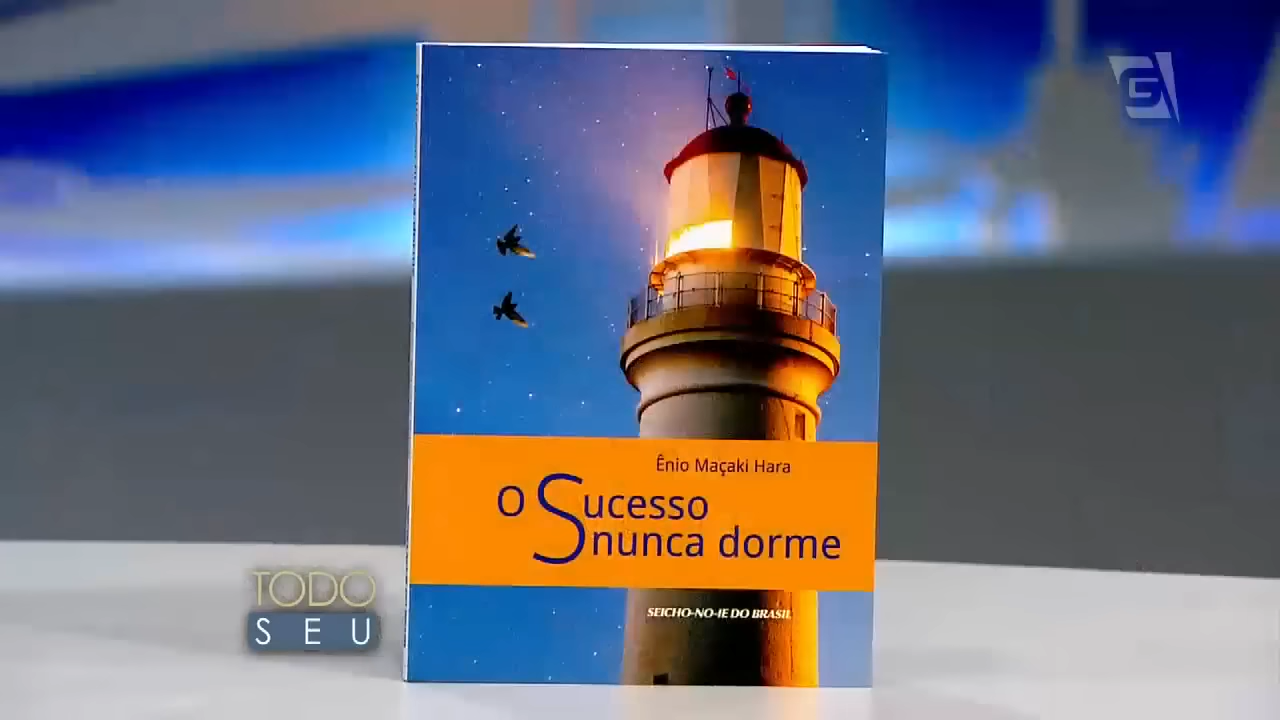 Ênio Maçaki Hara
O Sucesso
nunca dorme
SEICHO-NO-IE DO BRASIL
TODO
SEU
G